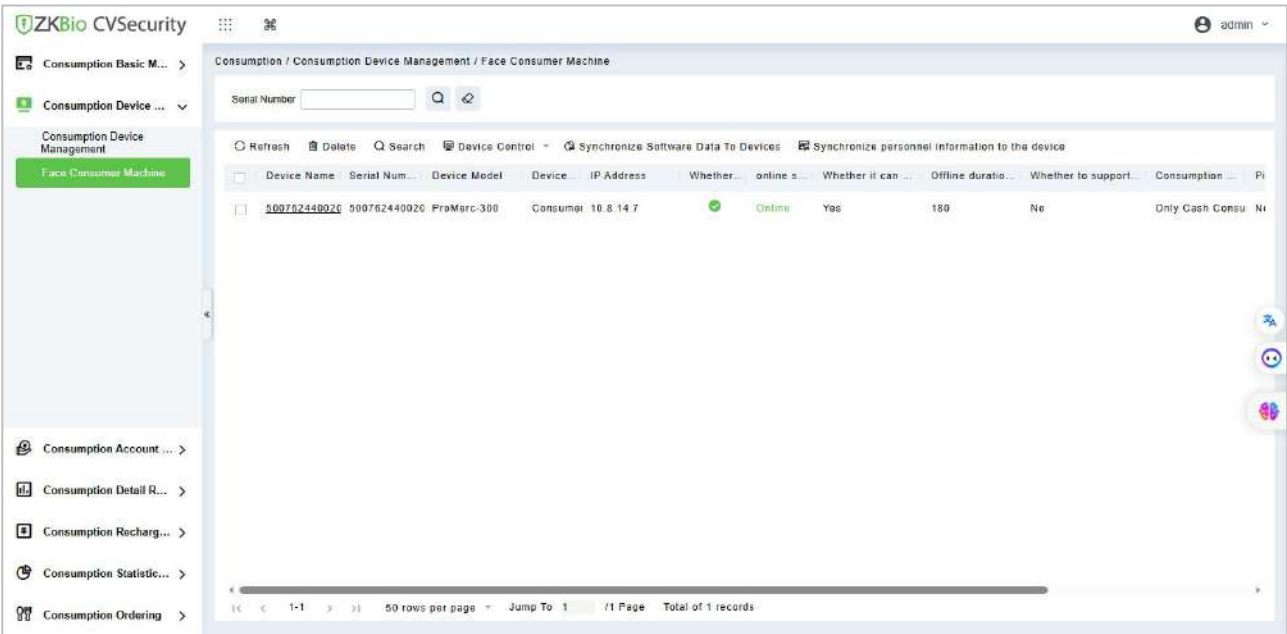 ZKBio CVSecurity
admin
Consumption Basic M... >
Consumption Device ...
Consumption Device
Management
Face Consumer Machine
Consumption Account ... >
Consumption Detail R... >
Consumption Recharg... >
Consumption Statistic... >
Consumption Ordering >
Consumption / Consumption Device Management / Face Consumer Machine
Serial Number
Refresh Delete Search Device Control Synchronize Software Data To Devices Synchronize personnel information to the device
Device Name Serial Num... Device Model Device... IP Address Whether... online s... Whether it can ... Offline duratio... Whether to support... Consumption ... Pi
500762440020 500762440020 ProMerc-300 Consumer 10.8.14.7 Online Yes 180 No Only Cash Consu
1-1 50 rows per page Jump To 1 /1 Page Total of 1 records